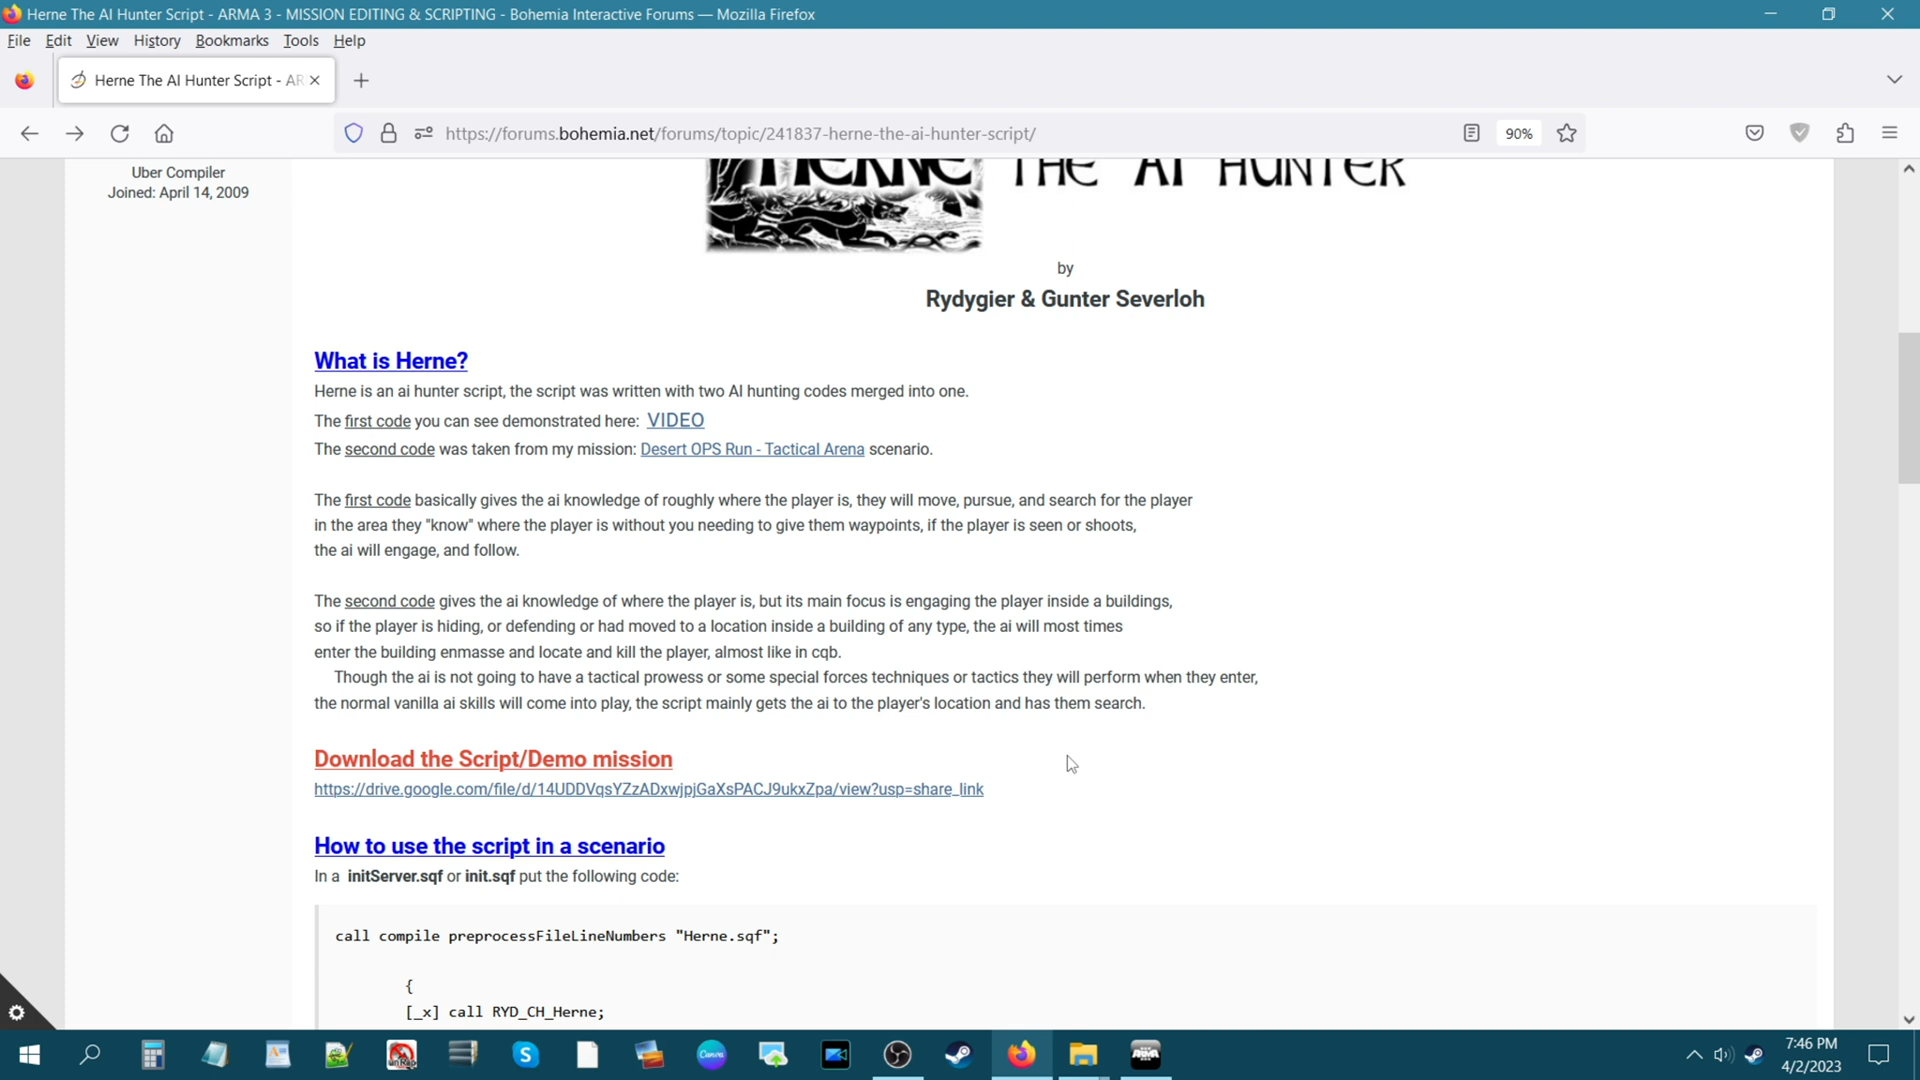 Herne The AI Hunter Script - ARMA 3 - MISSION EDITING & SCRIPTING - Bohemia Interactive Forums — Mozilla Firefox
File Edit View History Bookmarks Tools Help
Herne The AI Hunter Script - AR
https://forums.bohemia.net/forums/topic/241837-herne-the-ai-hunter-script/
90%
Uber Compiler
Joined: April 14, 2009
HERNE THE AI HUNTER
by
Rydygier & Gunter Severloh
What is Herne?
Herne is an ai hunter script, the script was written with two AI hunting codes merged into one.
The first code you can see demonstrated here: VIDEO
The second code was taken from my mission: Desert OPS Run - Tactical Arena scenario.
The first code basically gives the ai knowledge of roughly where the player is, they will move, pursue, and search for the player
in the area they "know" where the player is without you needing to give them waypoints, if the player is seen or shoots,
the ai will engage, and follow.
The second code gives the ai knowledge of where the player is, but its main focus is engaging the player inside a buildings,
so if the player is hiding, or defending or had moved to a location inside a building of any type, the ai will most times
enter the building enmasse and locate and kill the player, almost like in cqb.
Though the ai is not going to have a tactical prowess or some special forces techniques or tactics they will perform when they enter,
the normal vanilla ai skills will come into play, the script mainly gets the ai to the player's location and has them search.
Download the Script/Demo mission
https://drive.google.com/file/d/14UDDVqsYZzADxwjpjGaXsPACJ9ukxZpa/view?usp=share_link
How to use the script in a scenario
In a initServer.sqf or init.sqf put the following code:
call compile preprocessFileLineNumbers "Herne.sqf";
{
[_x] call RYD_CH_Herne;
Canva
ARMA
7:46 PM
4/2/2023